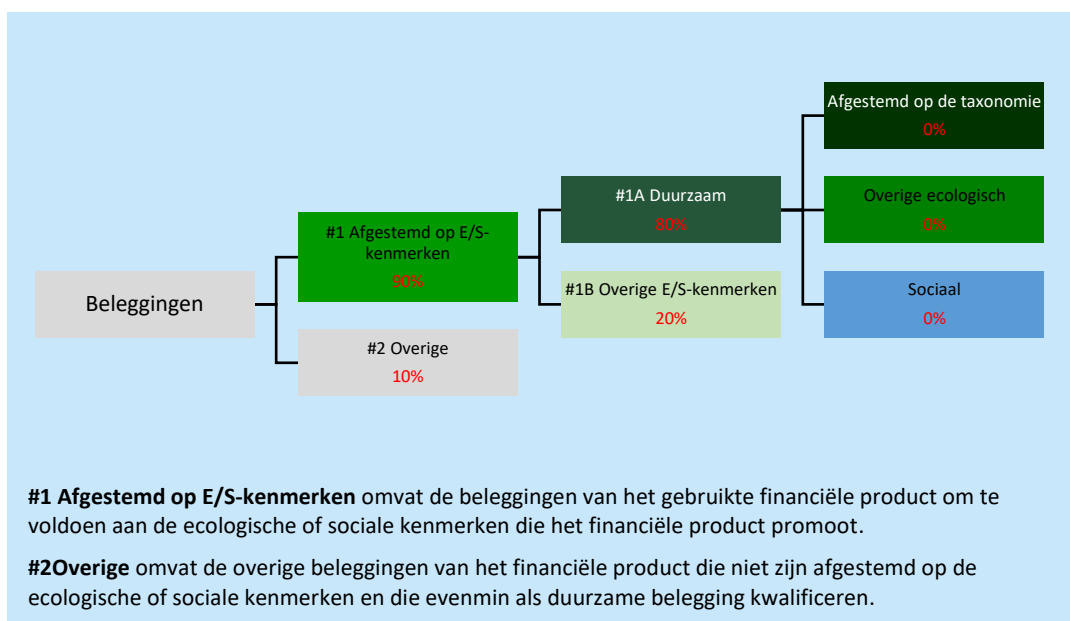 Beleggingen
#1 Afgestemd op E/S-
kenmerken
90%
#2 Overige
10%
#1A Duurzaam
80%
#1B Overige E/S-kenmerken
20%
Afgestemd op de taxonomie
0%
Overige ecologisch
0%
Sociaal
0%
#1 Afgestemd op E/S-kenmerken omvat de beleggingen van het gebruikte financiële product om te
voldoen aan de ecologische of sociale kenmerken die het financiële product promoot.
#2Overige omvat de overige beleggingen van het financiële product die niet zijn afgestemd op de
ecologische of sociale kenmerken en die evenmin als duurzame belegging kwalificeren.